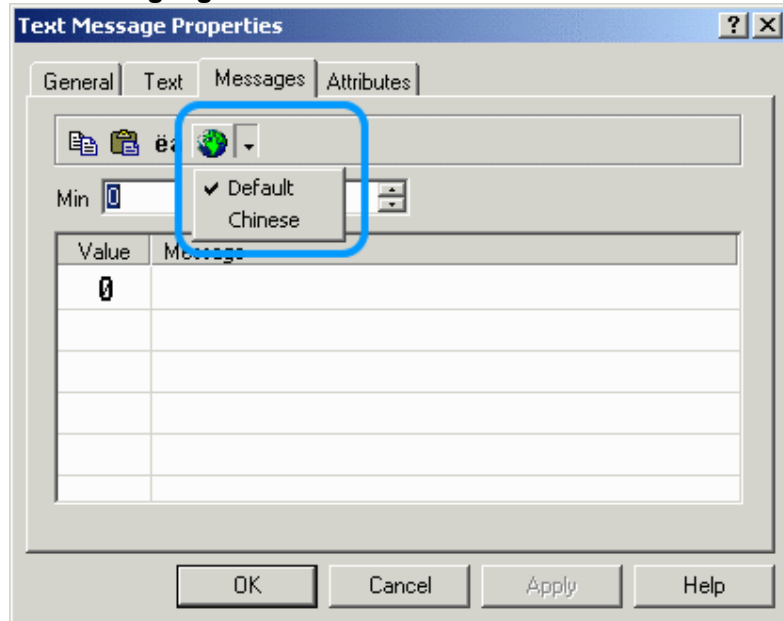 Text Message Properties
General Text Messages Attributes
Default
Min 0
Chinese
Value Message
0
OK Cancel Apply Help